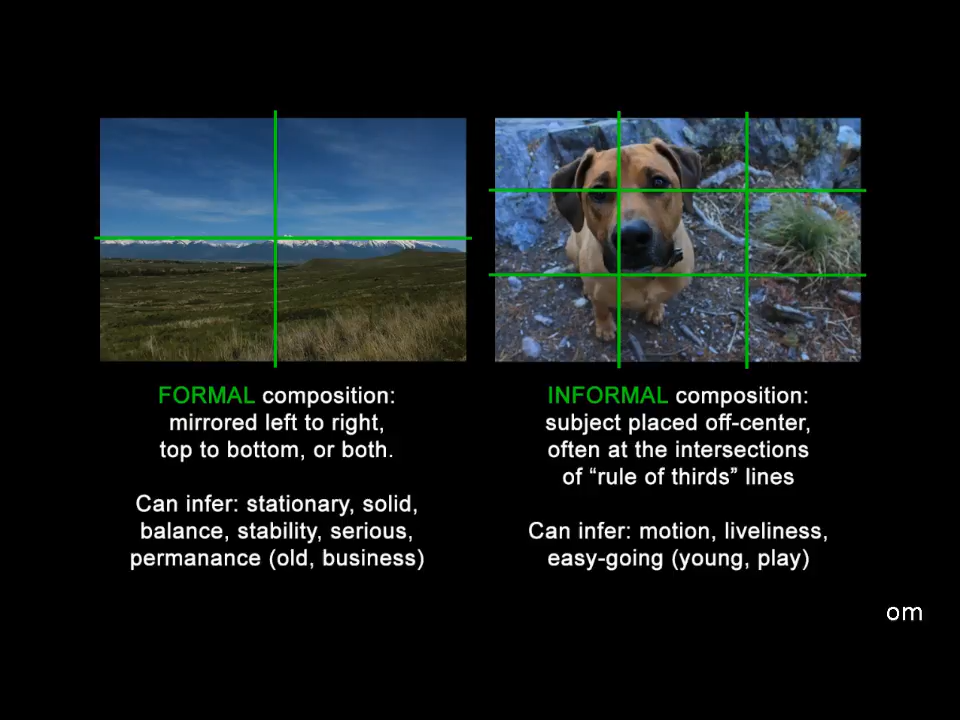 FORMAL composition:
mirrored left to right,
top to bottom, or both.
Can infer: stationary, solid,
balance, stability, serious,
permanance (old, business)
INFORMAL composition:
subject placed off-center,
often at the intersections
of “rule of thirds” lines
Can infer: motion, liveliness,
easy-going (young, play)
om